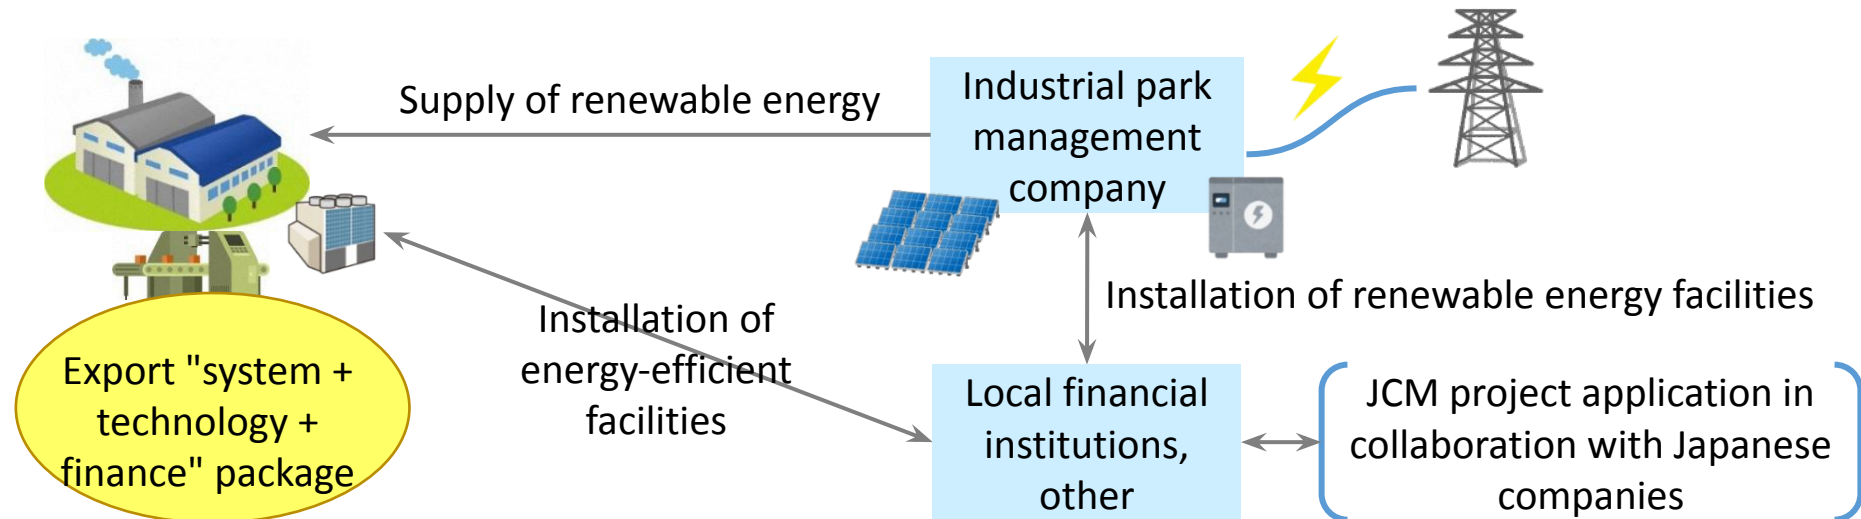 Supply of renewable energy
Industrial park
management
company
Installation of renewable energy facilities
Installation of
energy-efficient
facilities
Export "system +
technology +
finance" package
Local financial
institutions,
other
JCM project application in
collaboration with Japanese
companies